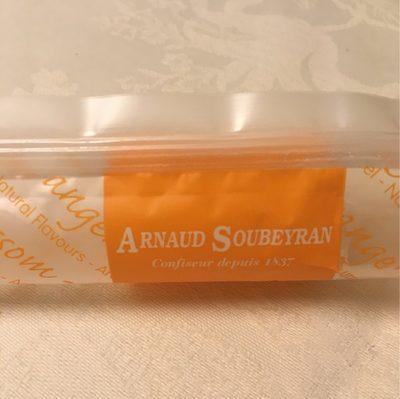 ARNAUD SOUBEYRAN
Confiseur depuis 1837
Natural Flavours